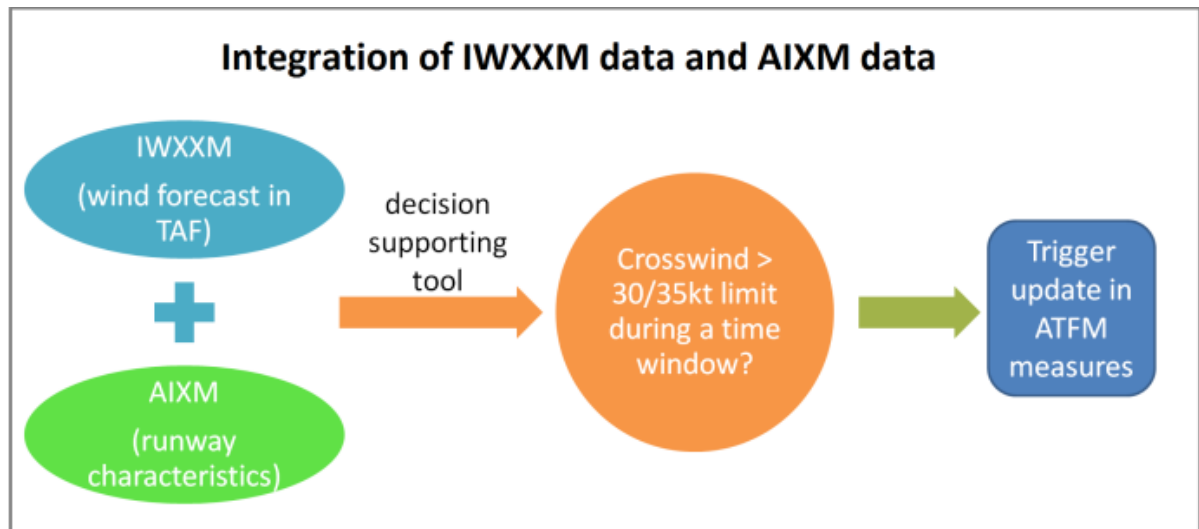 Integration of IWXXM data and AIXM data
IWXXM
(wind forecast in
TAF)
AIXM
(runway
characteristics)
decision
supporting
tool
Crosswind >
30/35kt limit
during a time
window?
Trigger
update in
ATFM
measures